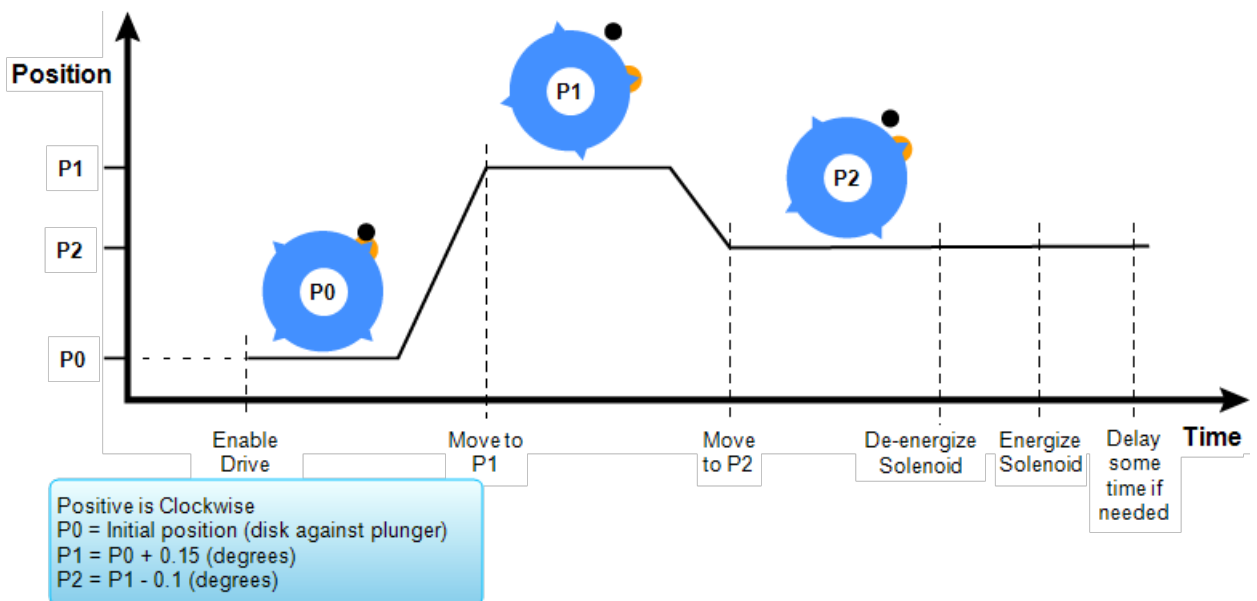 Position
P1
P2
P0
P0
P1
P2
Enable
Drive
Move to
P1
Move
to P2
De-energize
Solenoid
Energize
Solenoid
Delay
some
time if
needed
Time
Positive is Clockwise
P0 = Initial position (disk against plunger)
P1 = P0 + 0.15 (degrees)
P2 = P1 - 0.1 (degrees)